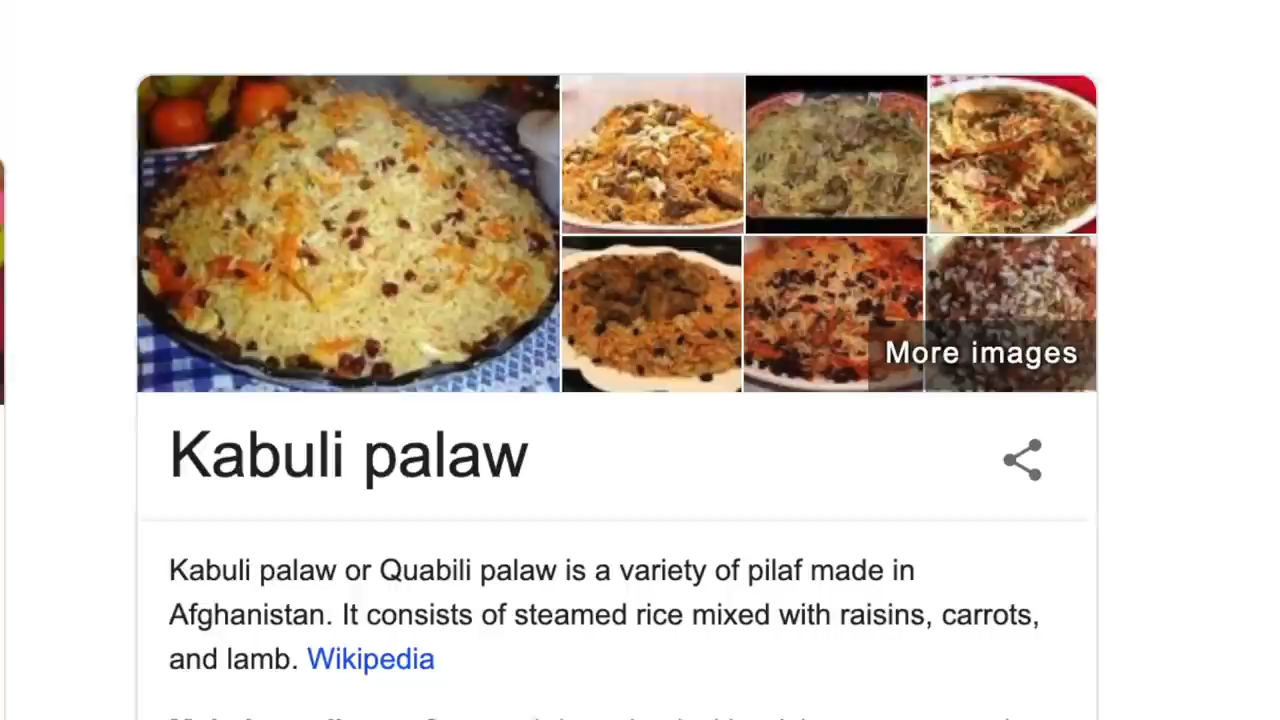 More images
Kabuli palaw
Kabuli palaw or Quabili palaw is a variety of pilaf made in
Afghanistan. It consists of steamed rice mixed with raisins, carrots,
and lamb. Wikipedia